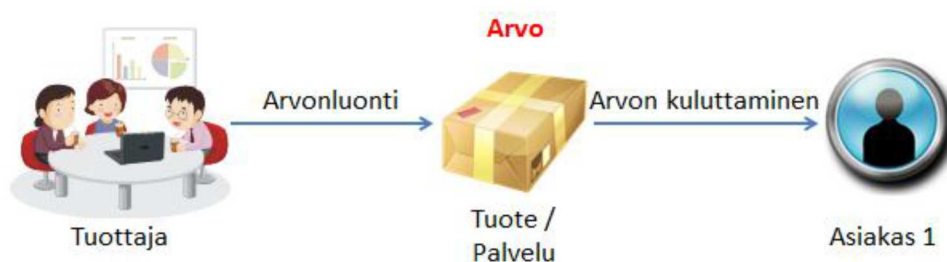 Arvo
Arvonluonti
Arvon kuluttaminen
Tuottaja
Tuote /
Palvelu
Asiakas 1